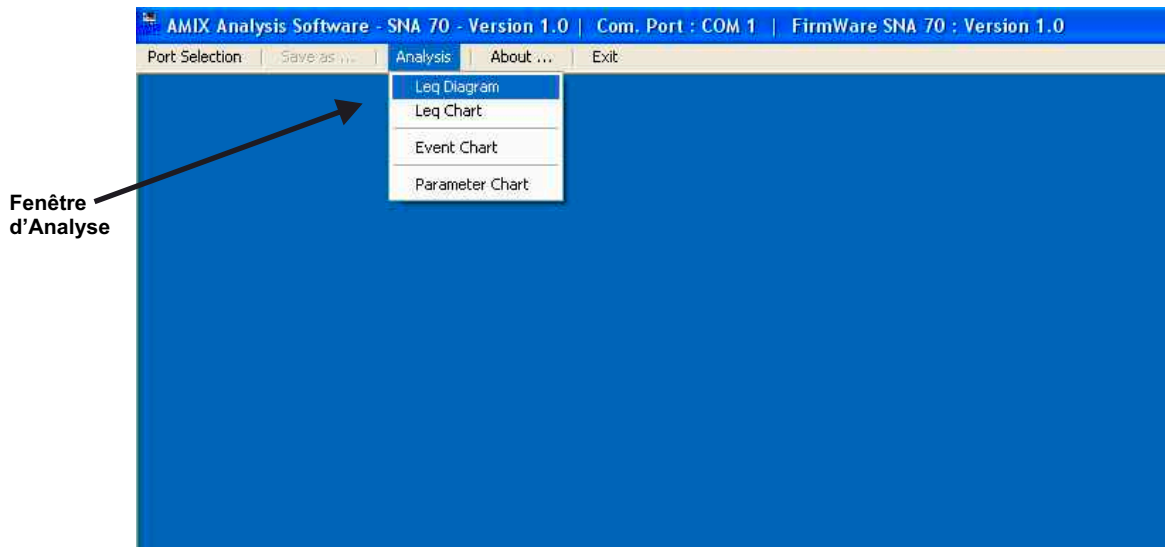 AMIX Analysis Software - SNA 70 - Version 1.0 | Com. Port : COM 1 | FirmWare SNA 70 : Version 1.0
Port Selection | Save as ... | Analysis | About ... | Exit
Leq Diagram
Leq Chart
Event Chart
Parameter Chart
Fenêtre
d’Analyse